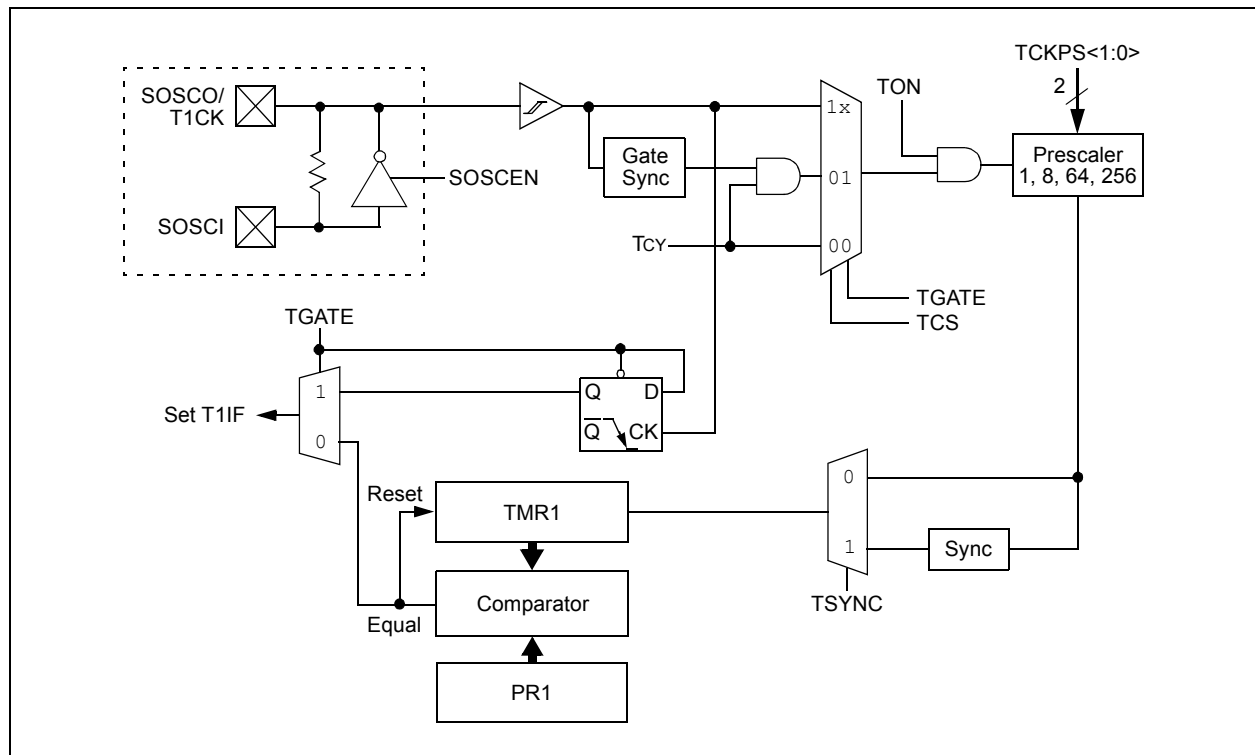 TCKPS<1:0>
2
TON
SOSCO/
T1CK
1x
Prescaler
1, 8, 64, 256
Gate
Sync
01
SOSCEN
SOSCI
TCY
00
TGATE
TCS
TGATE
1
Q
D
Set T1IF
Q
CK
0
0
Reset
TMR1
1
Sync
TSYNC
Comparator
Equal
PR1